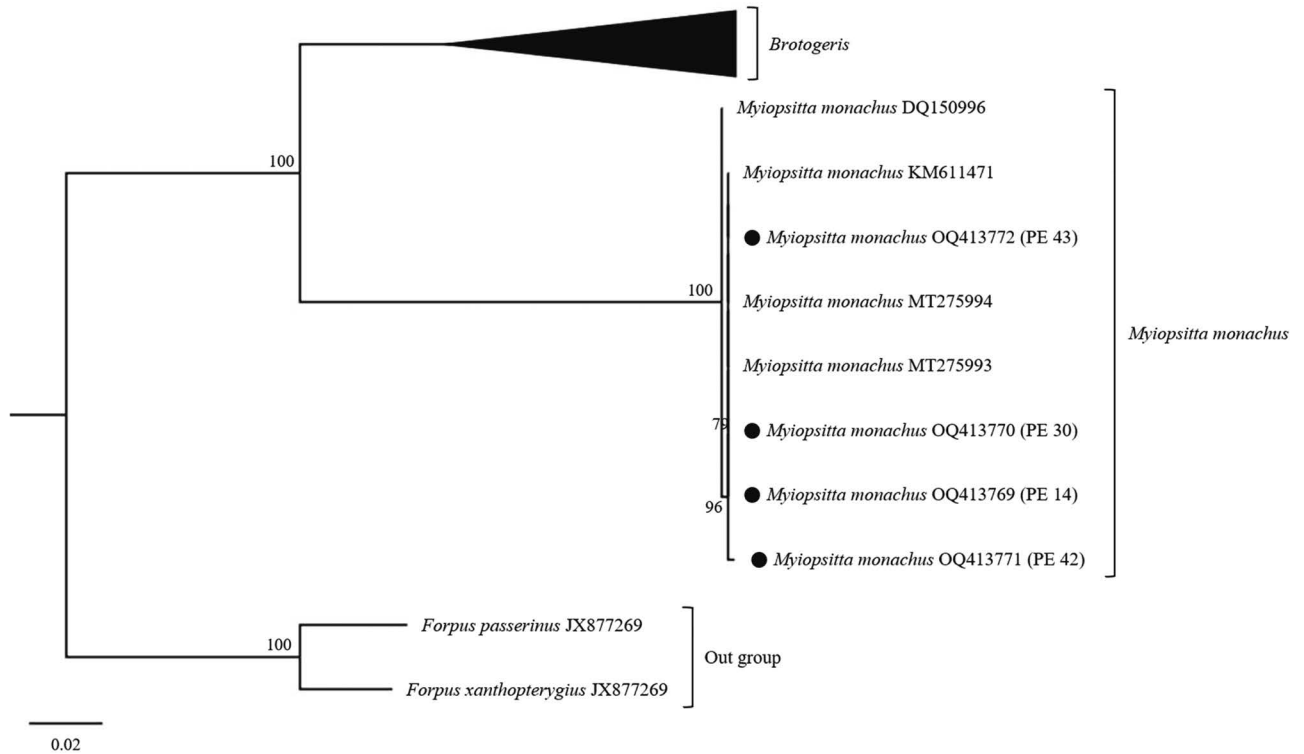 Brotogeris
Myiopsitta monachus DQ150996
100
Myiopsitta monachus KM611471
Myiopsitta monachus OQ413772 (PE 43)
100
Myiopsitta monachus MT275994
Myiopsitta monachus
Myiopsitta monachus MT275993
79
Myiopsitta monachus OQ413770 (PE 30)
Myiopsitta monachus OQ413769 (PE 14)
96
Myiopsitta monachus OQ413771 (PE 42)
Forpus passerinus JX877269
100
Out group
Forpus xanthopterygius JX877269
0.02